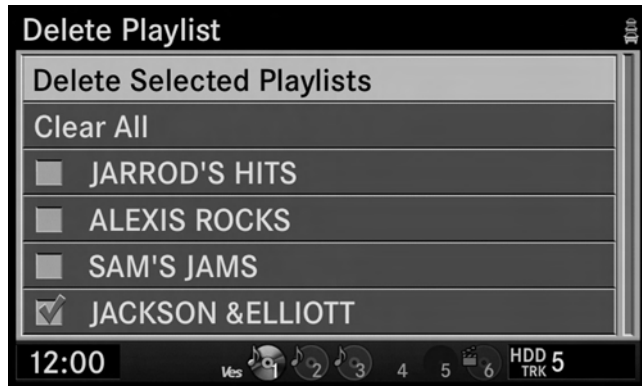 Delete Playlist
Delete Selected Playlists
Clear All
JARROD'S HITS
ALEXIS ROCKS
SAM'S JAMS
JACKSON &ELLIOTT
12:00 Ves 1 2 3 4 5 6 HDD TRK 5